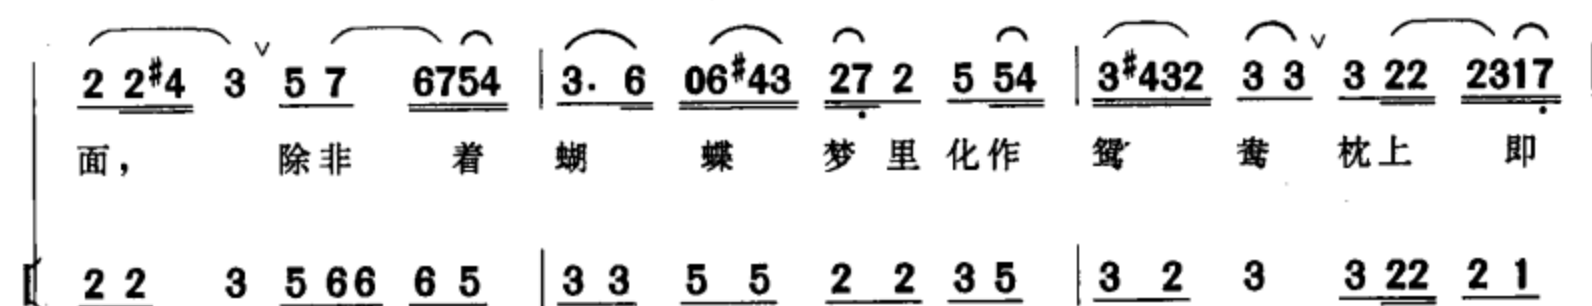 2 2#4 3 ∨ 5 7 6754 | 3. 6 06#43 27 2 5 54 | 3#432 3 3 ∨ 3 22 2317
面， 除非 着 蝴 蝶 梦里化作 鸳 鸯 枕上 即
2 2 3 5 66 6 5 | 3 3 5 5 2 2 3 5 | 3 2 3 3 22 2 1